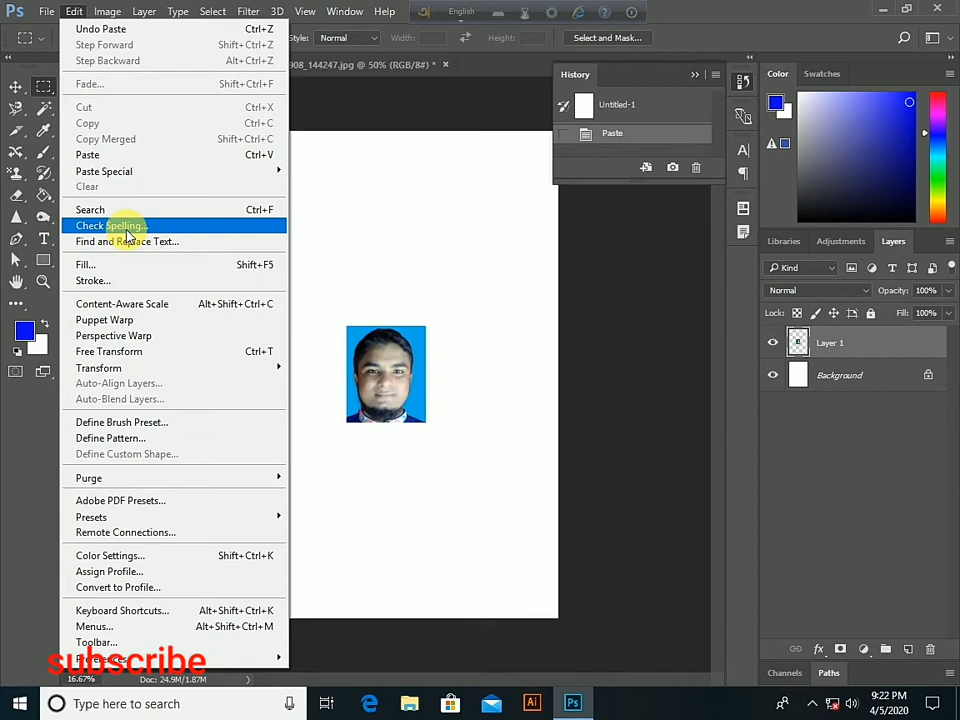 Ps File Edit Image Layer Type Select Filter 3D View Window Help
English
Style: Normal Width: Height: Select and Mask...
908_144247.jpg @ 50% (RGB/8#) * ×
Undo Paste Ctrl+Z
Step Forward Shift+Ctrl+Z
Step Backward Alt+Ctrl+Z
Fade... Shift+Ctrl+F
Cut Ctrl+X
Copy Ctrl+C
Copy Merged Shift+Ctrl+C
Paste Ctrl+V
Paste Special
Clear
Search Ctrl+F
Check Spelling...
Find and Replace Text...
Fill... Shift+F5
Stroke...
Content-Aware Scale Alt+Shift+Ctrl+C
Puppet Warp
Perspective Warp
Free Transform Ctrl+T
Transform
Auto-Align Layers...
Auto-Blend Layers...
Define Brush Preset...
Define Pattern...
Define Custom Shape...
Purge
Adobe PDF Presets...
Presets
Remote Connections...
Color Settings... Shift+Ctrl+K
Assign Profile...
Convert to Profile...
Keyboard Shortcuts... Alt+Shift+Ctrl+K
Menus... Alt+Shift+Ctrl+M
Toolbar...
subscribe
16.67% Doc: 24.9M/1.87M
History
Untitled-1
Paste
Color Swatches
Libraries Adjustments Layers
Kind
Normal Opacity: 100%
Lock: Fill: 100%
Layer 1
Background
Channels Paths
Type here to search
Ai Ps
9:22 PM
4/5/2020